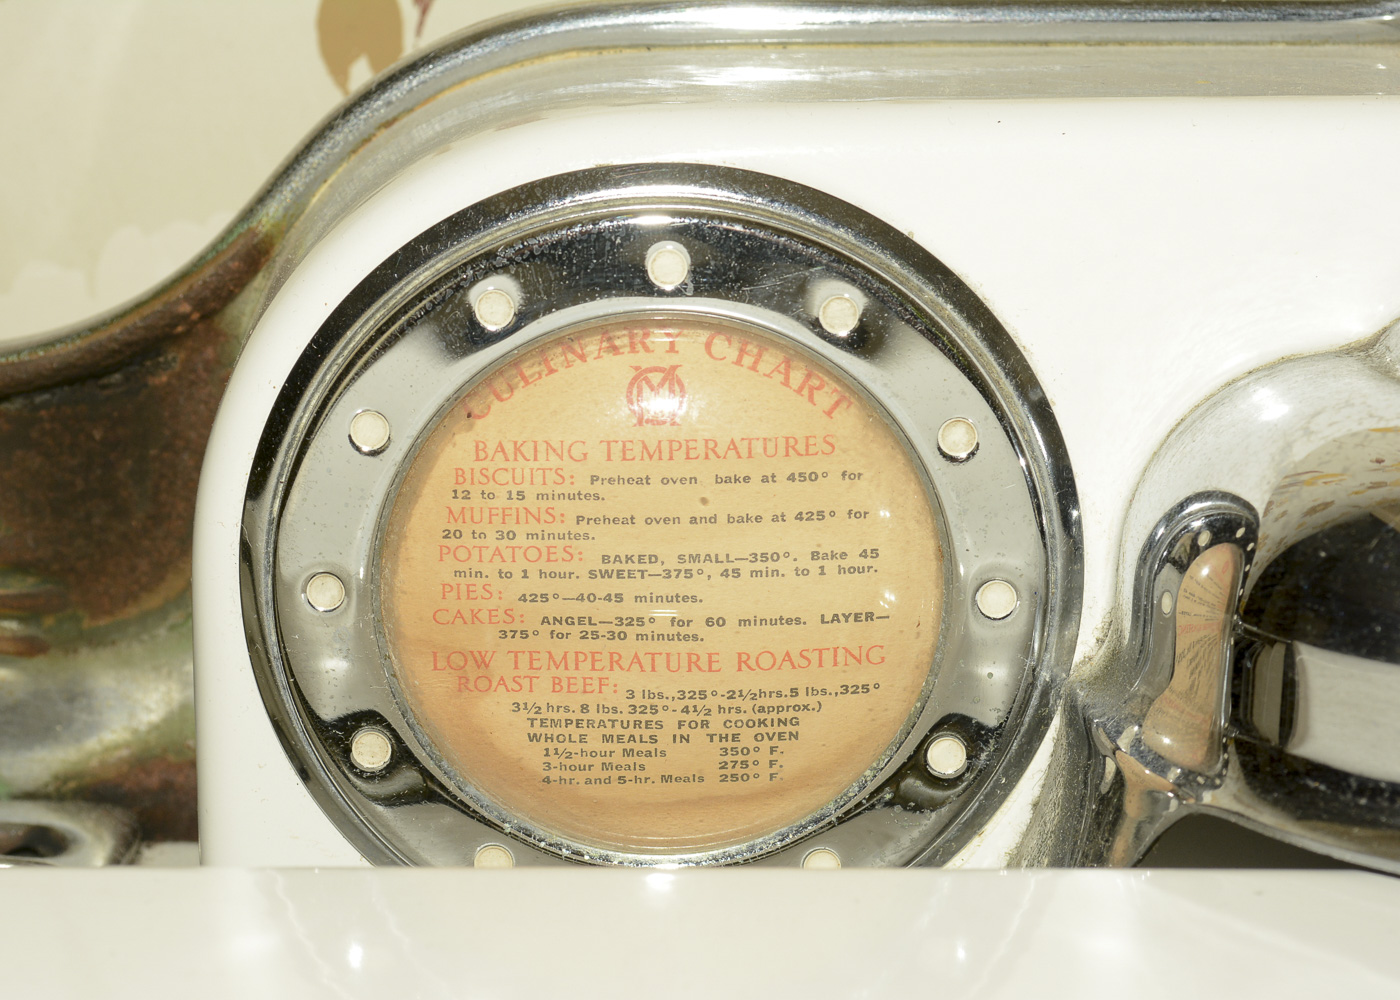 CULINARY CHART
BAKING TEMPERATURES
BISCUITS: Preheat oven bake at 450° for
12 to 15 minutes.
MUFFINS: Preheat oven and bake at 425° for
20 to 30 minutes.
POTATOES: BAKED, SMALL—350°. Bake 45
min. to 1 hour. SWEET—375°, 45 min. to 1 hour.
PIES: 425°—40-45 minutes.
CAKES: ANGEL—325° for 60 minutes. LAYER—
375° for 25-30 minutes.
LOW TEMPERATURE ROASTING
ROAST BEEF: 3 lbs.,325°-2½hrs.5 lbs.,325°
3½ hrs. 8 lbs. 325°- 4½ hrs. (approx.)
TEMPERATURES FOR COOKING
WHOLE MEALS IN THE OVEN
1½-hour Meals 350° F.
3-hour Meals 275° F.
4-hr. and 5-hr. Meals 250° F.